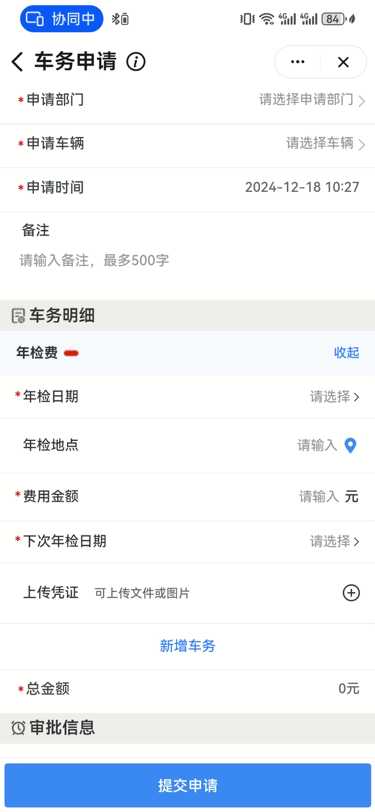 协同中 4G 4G 84
车务申请
*申请部门 请选择申请部门
*申请车辆 请选择车辆
*申请时间 2024-12-18 10:27
备注
请输入备注，最多500字
车务明细
年检费 收起
*年检日期 请选择
年检地点 请输入
*费用金额 请输入 元
*下次年检日期 请选择
上传凭证 可上传文件或图片
新增车务
*总金额 0元
审批信息
提交申请